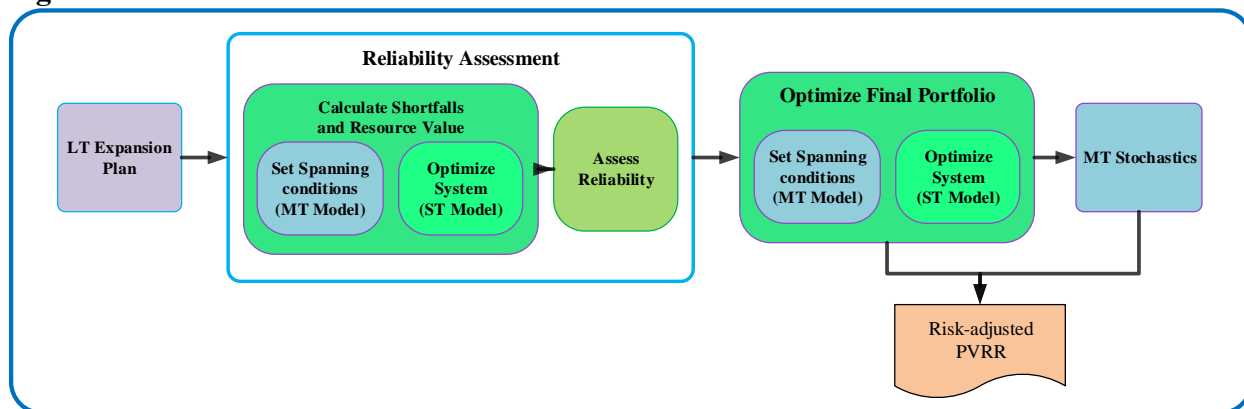 Reliability Assessment
LT Expansion
Plan
Calculate Shortfalls
and Resource Value
Set Spanning
conditions
(MT Model)
Optimize
System
(ST Model)
Assess
Reliability
Optimize Final Portfolio
Set Spanning
conditions
(MT Model)
Optimize
System
(ST Model)
MT Stochastics
Risk-adjusted
PVRR